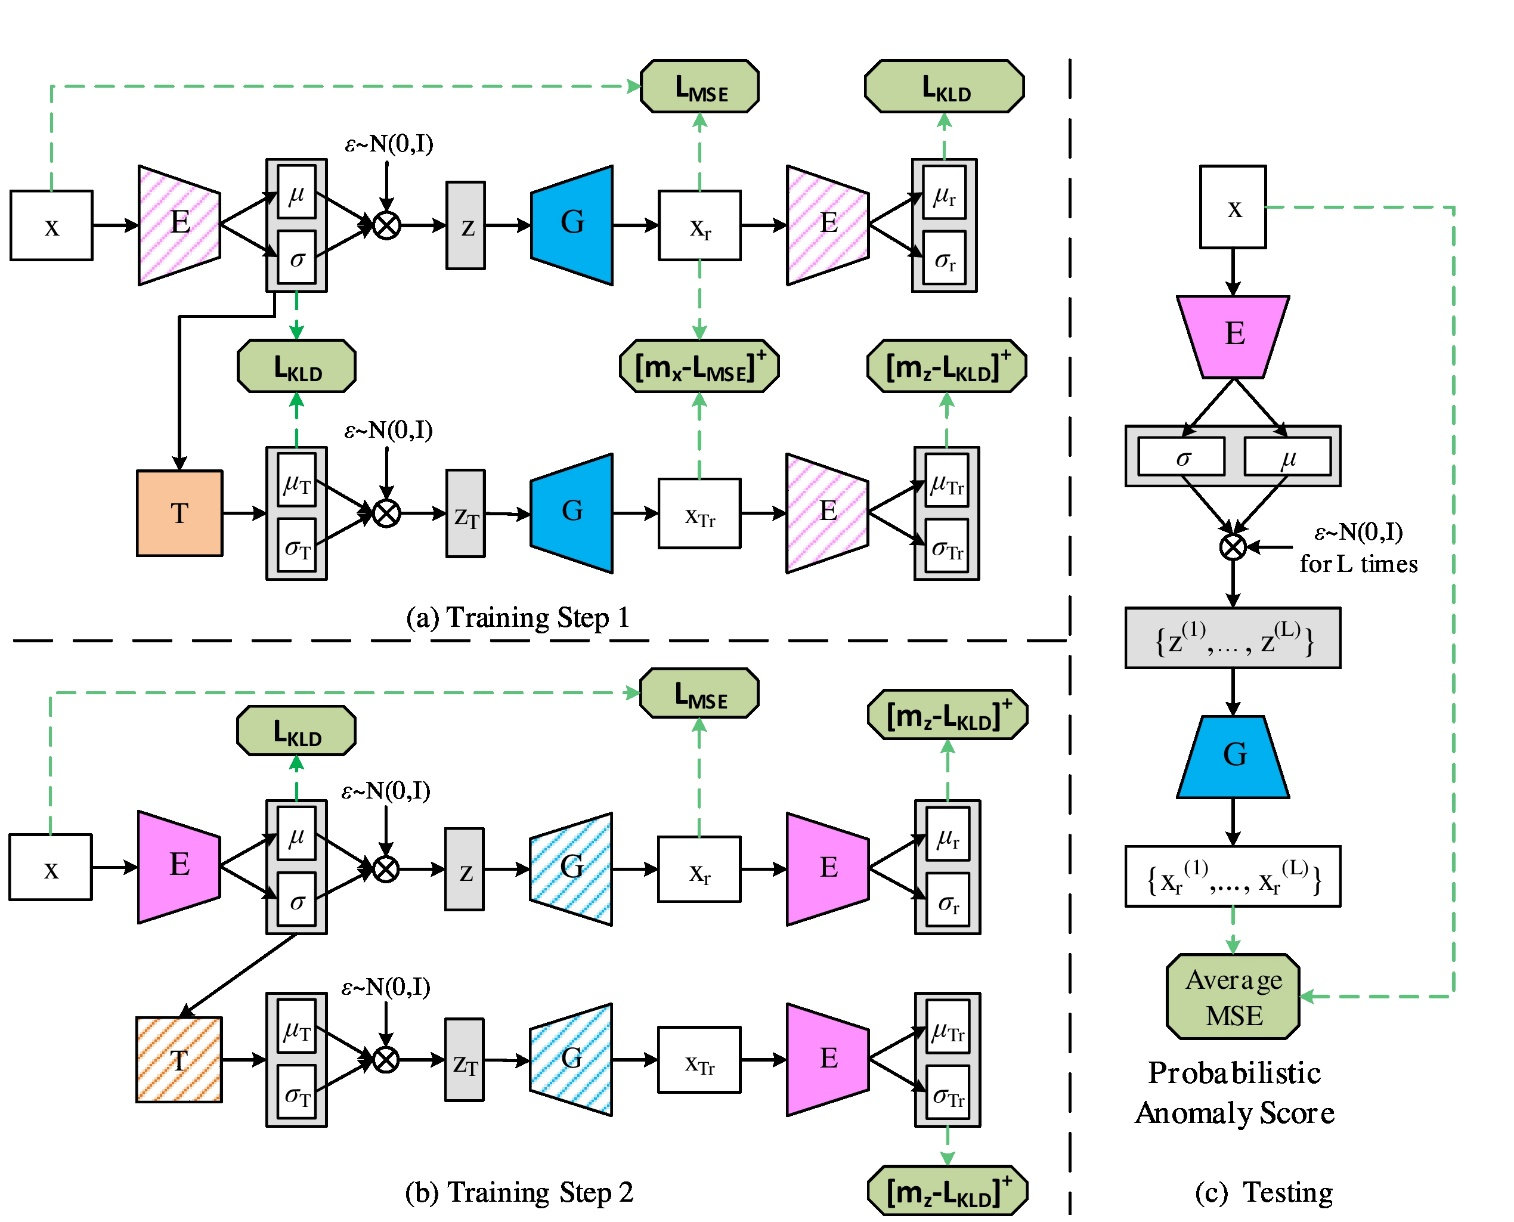 L_MSE
L_KLD
ε~N(0,I)
x
E
μ
σ
z
G
x_r
E
μ_r
σ_r
L_KLD
[m_x-L_MSE]^+
[m_z-L_KLD]^+
ε~N(0,I)
T
μ_T
σ_T
z_T
G
x_Tr
E
μ_Tr
σ_Tr
(a) Training Step 1
L_MSE
L_KLD
[m_z-L_KLD]^+
ε~N(0,I)
x
E
μ
σ
z
G
x_r
E
μ_r
σ_r
ε~N(0,I)
T
μ_T
σ_T
z_T
G
x_Tr
E
μ_Tr
σ_Tr
[m_z-L_KLD]^+
(b) Training Step 2
x
E
σ
μ
ε~N(0,I)
for L times
{z^(1),..., z^(L)}
G
{x_r^(1),..., x_r^(L)}
Average
MSE
Probabilistic
Anomaly Score
(c) Testing